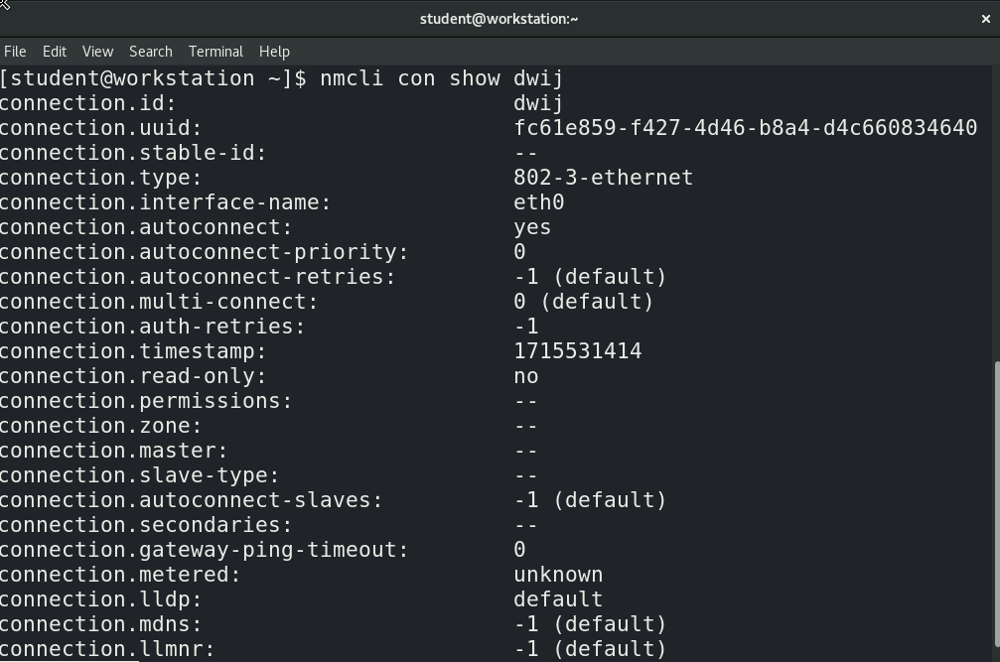 student@workstation:~
File Edit View Search Terminal Help
[student@workstation ~]$ nmcli con show dwij
connection.id: dwij
connection.uuid: fc61e859-f427-4d46-b8a4-d4c660834640
connection.stable-id: --
connection.type: 802-3-ethernet
connection.interface-name: eth0
connection.autoconnect: yes
connection.autoconnect-priority: 0
connection.autoconnect-retries: -1 (default)
connection.multi-connect: 0 (default)
connection.auth-retries: -1
connection.timestamp: 1715531414
connection.read-only: no
connection.permissions: --
connection.zone: --
connection.master: --
connection.slave-type: --
connection.autoconnect-slaves: -1 (default)
connection.secondaries: --
connection.gateway-ping-timeout: 0
connection.metered: unknown
connection.lldp: default
connection.mdns: -1 (default)
connection.llmnr: -1 (default)